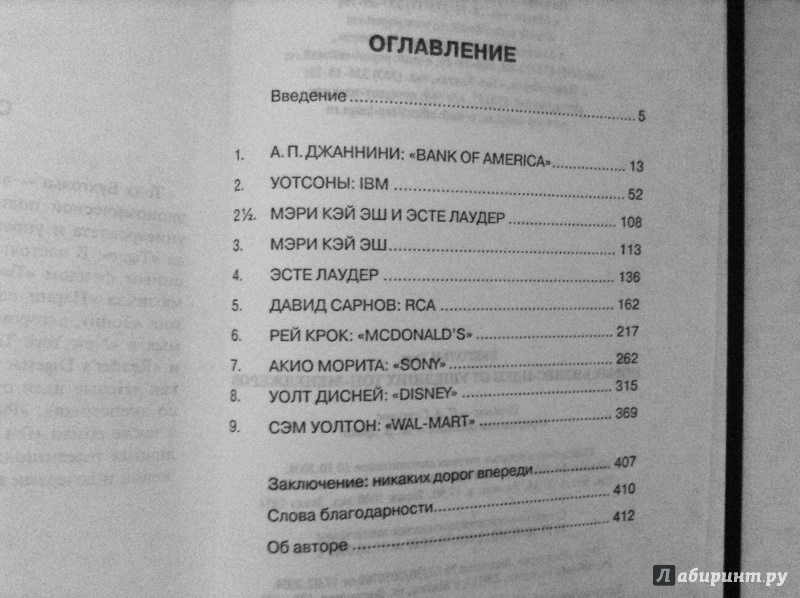 ОГЛАВЛЕНИЕ
Введение 5
1. А. П. ДЖАННИНИ: «BANK OF AMERICA» 13
2. УОТСОНЫ: IBM 52
2½. МЭРИ КЭЙ ЭШ И ЭСТЕ ЛАУДЕР 108
3. МЭРИ КЭЙ ЭШ 113
4. ЭСТЕ ЛАУДЕР 136
5. ДАВИД САРНОВ: RCA 162
6. РЕЙ КРОК: «MCDONALD'S» 217
7. АКИО МОРИТА: «SONY» 262
8. УОЛТ ДИСНЕЙ: «DISNEY» 315
9. СЭМ УОЛТОН: «WAL-MART» 369
Заключение: никаких дорог впереди 407
Слова благодарности 410
Об авторе 412
Лабиринт.ру